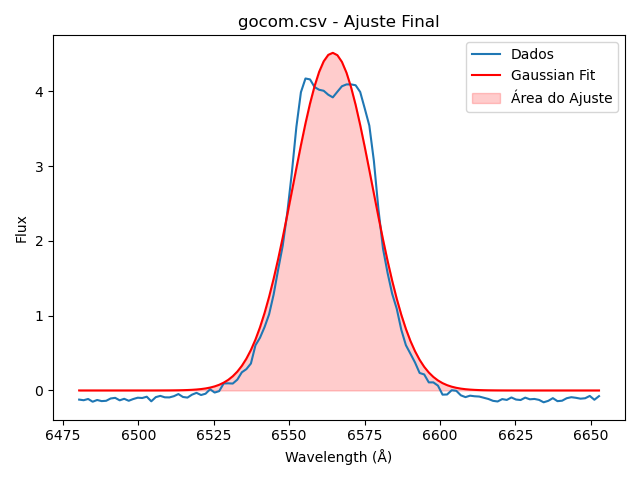 gocom.csv - Ajuste Final
Dados
Gaussian Fit
Área do Ajuste
Flux
4
3
2
1
0
6475 6500 6525 6550 6575 6600 6625 6650
Wavelength (Å)